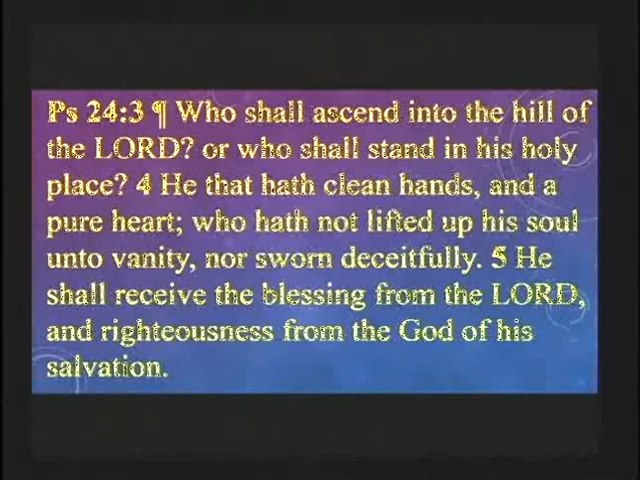 Ps 24:3 ¶ Who shall ascend into the hill of
the LORD? or who shall stand in his holy
place? 4 He that hath clean hands, and a
pure heart; who hath not lifted up his soul
unto vanity, nor sworn deceitfully. 5 He
shall receive the blessing from the LORD,
and righteousness from the God of his
salvation.